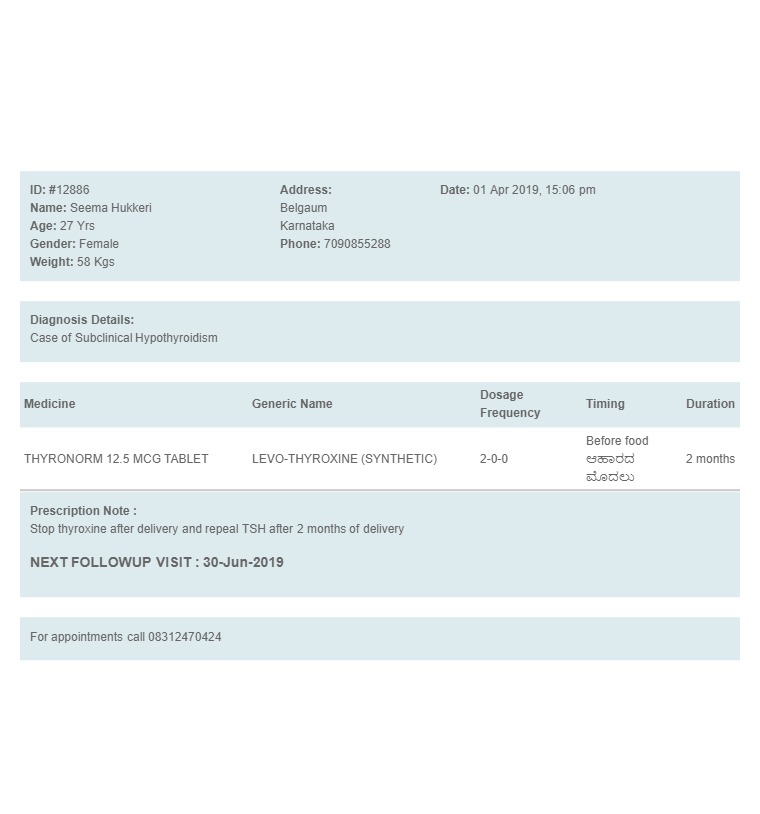 ID: #12886
Name: Seema Hukkeri
Age: 27 Yrs
Gender: Female
Weight: 58 Kgs
Address:
Belgaum
Karnataka
Phone: 7090855288
Date: 01 Apr 2019, 15:06 pm
Diagnosis Details:
Case of Subclinical Hypothyroidism
Medicine Generic Name Dosage Frequency Timing Duration
THYRONORM 12.5 MCG TABLET LEVO-THYROXINE (SYNTHETIC) 2-0-0 Before food ಆಹಾರದ ಮೊದಲು 2 months
Prescription Note :
Stop thyroxine after delivery and repeal TSH after 2 months of delivery
NEXT FOLLOWUP VISIT : 30-Jun-2019
For appointments call 08312470424